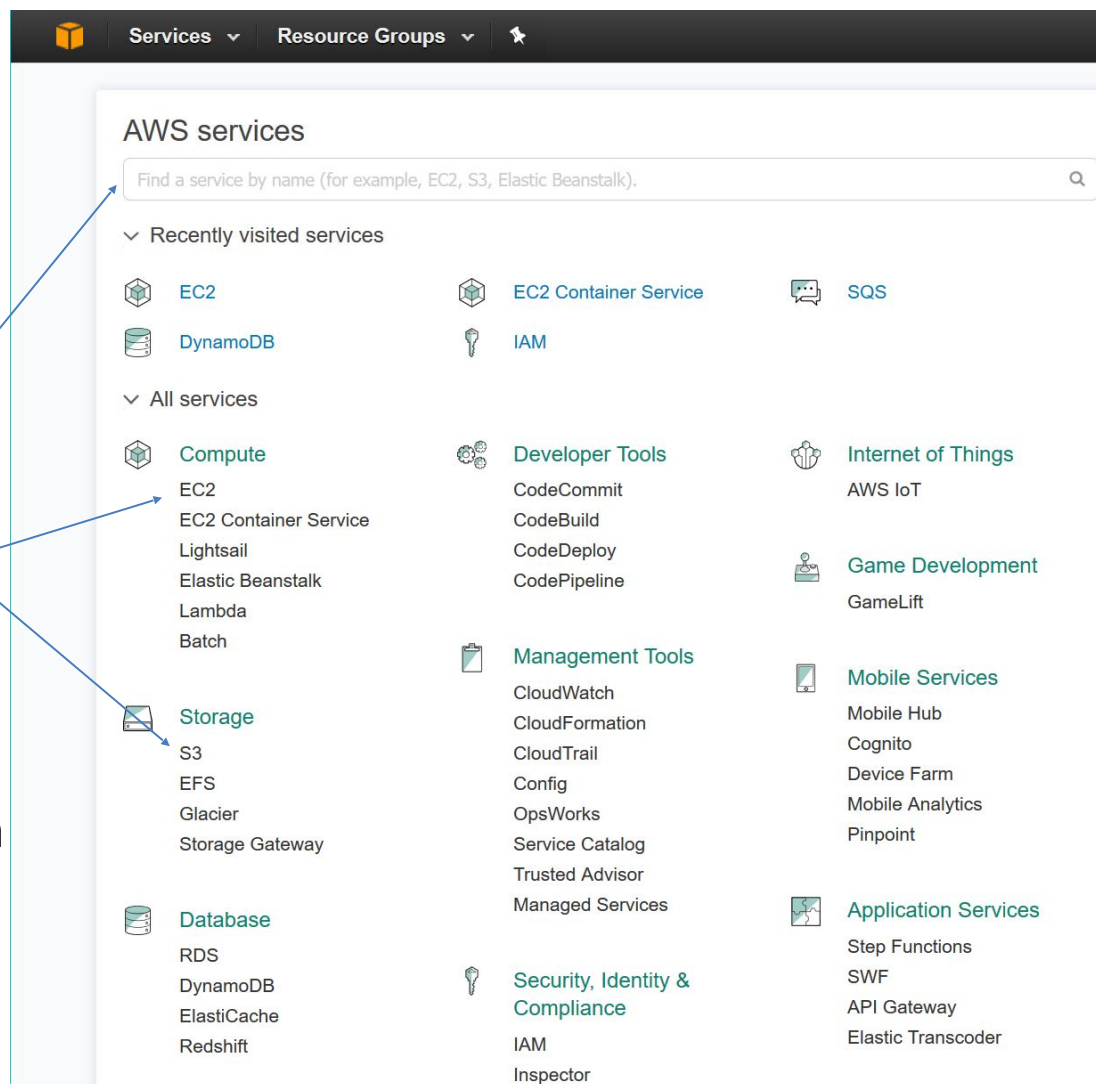 Services
Resource Groups
AWS services
Find a service by name (for example, EC2, S3, Elastic Beanstalk).
Recently visited services
EC2
EC2 Container Service
SQS
DynamoDB
IAM
All services
Compute
EC2
EC2 Container Service
Lightsail
Elastic Beanstalk
Lambda
Batch
Storage
S3
EFS
Glacier
Storage Gateway
Database
RDS
DynamoDB
ElastiCache
Redshift
Developer Tools
CodeCommit
CodeBuild
CodeDeploy
CodePipeline
Management Tools
CloudWatch
CloudFormation
CloudTrail
Config
OpsWorks
Service Catalog
Trusted Advisor
Managed Services
Security, Identity &
Compliance
IAM
Inspector
Internet of Things
AWS IoT
Game Development
GameLift
Mobile Services
Mobile Hub
Cognito
Device Farm
Mobile Analytics
Pinpoint
Application Services
Step Functions
SWF
API Gateway
Elastic Transcoder